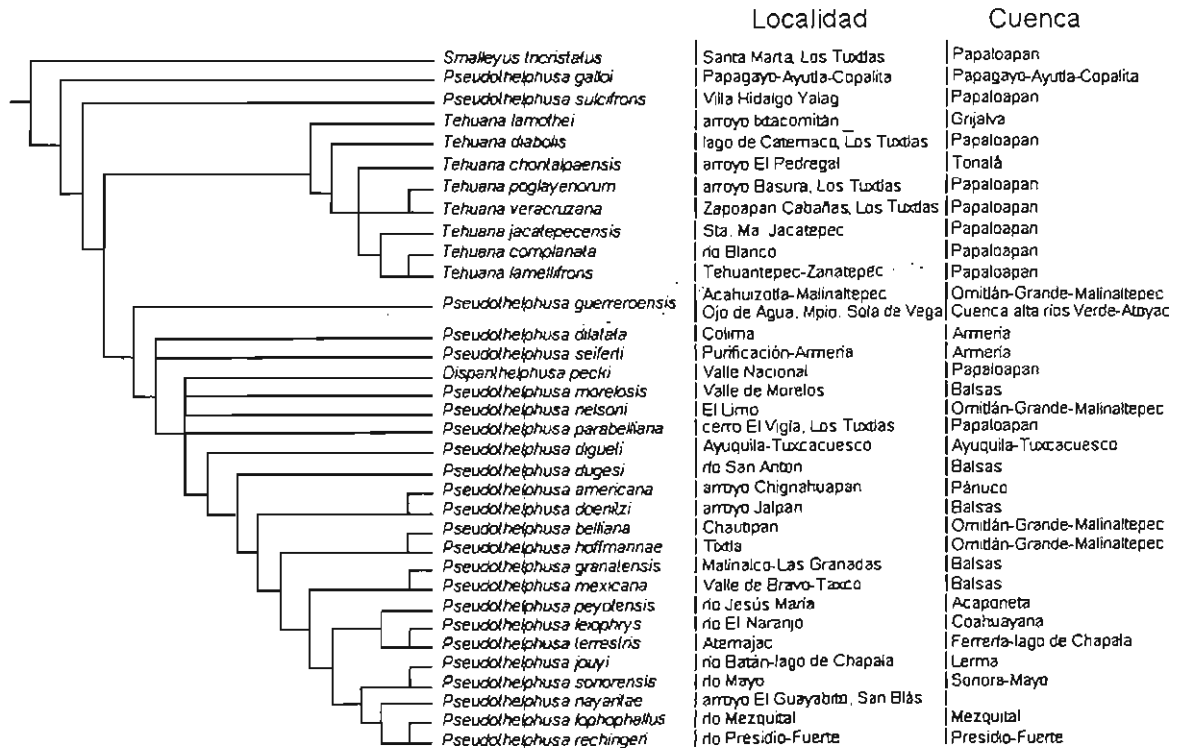 Localidad Cuenca
Smalleyus tricristatus Santa Marta, Los Tuxtlas Papaloapan
Pseudothelphusa galloi Papagayo-Ayutla-Copalita Papagayo-Ayutla-Copalita
Pseudothelphusa sulcifrons Villa Hidalgo Yalag Papaloapan
Tehuana lamothei arroyo Ixtacomitán Grijalva
Tehuana diabolis lago de Catemaco, Los Tuxtlas Papaloapan
Tehuana chontalpaensis arroyo El Pedregal Tonalá
Tehuana poglayenorum arroyo Basura, Los Tuxtlas Papaloapan
Tehuana veracruzana Zapoapan Cabañas, Los Tuxtlas Papaloapan
Tehuana jacatepecensis Sta. Ma. Jacatepec Papaloapan
Tehuana complanata río Blanco Papaloapan
Tehuana lamellifrons Tehuantepec-Zanatepec Papaloapan
Acahuizotla-Malinaltepec Omitlán-Grande-Malinaltepec
Pseudothelphusa guerreroensis
Ojo de Agua, Mpio. Sola de Vega Cuenca alta ríos Verde-Atoyac
Pseudothelphusa dilatata Colima Armería
Pseudothelphusa seiferti Purificación-Armería Armería
Disparithelphusa pecki Valle Nacional Papaloapan
Pseudothelphusa morelosis Valle de Morelos Balsas
Pseudothelphusa nelsoni El Limo Omitlán-Grande-Malinaltepec
Pseudothelphusa parabelliana cerro El Vigía, Los Tuxtlas Papaloapan
Pseudothelphusa digueti Ayuquila-Tuxcacuesco Ayuquila-Tuxcacuesco
Pseudothelphusa dugesi río San Anton Balsas
Pseudothelphusa americana arroyo Chignahuapan Pánuco
Pseudothelphusa doenitzi arroyo Jalpan Balsas
Pseudothelphusa belliana Chautipan Omitlán-Grande-Malinaltepec
Pseudothelphusa hoffmannae Tixtla Omitlán-Grande-Malinaltepec
Pseudothelphusa granatensis Malinalco-Las Granadas Balsas
Pseudothelphusa mexicana Valle de Bravo-Taxco Balsas
Pseudothelphusa peyotensis río Jesús María Acaponeta
Pseudothelphusa leiophrys río El Naranjo Coahuayana
Pseudothelphusa terrestris Atemajac Ferrería-lago de Chapala
Pseudothelphusa jouyi río Batán-lago de Chapala Lerma
Pseudothelphusa sonorensis río Mayo Sonora-Mayo
Pseudothelphusa nayaritae arroyo El Guayabito, San Blás
Pseudothelphusa lophophallus río Mezquital Mezquital
Pseudothelphusa rechingeri río Presidio-Fuerte Presidio-Fuerte